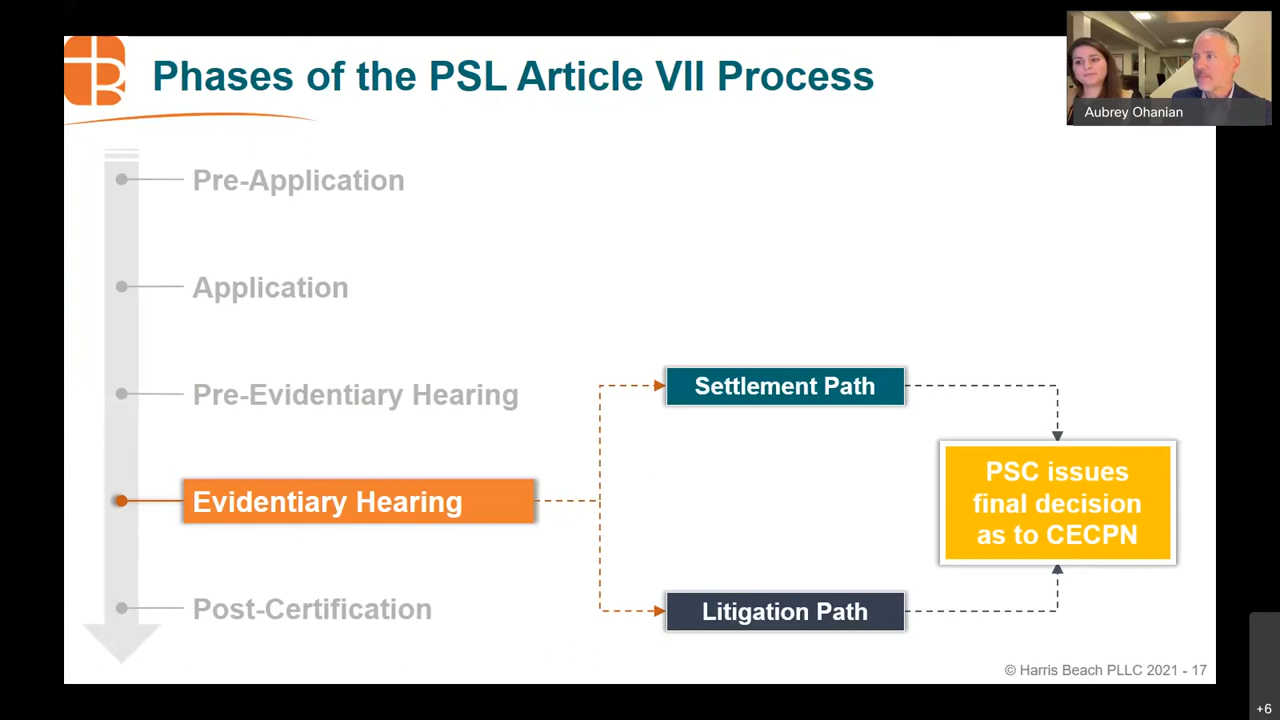 Phases of the PSL Article VII Process
Aubrey Ohanian
Pre-Application
Application
Pre-Evidentiary Hearing
Evidentiary Hearing
Post-Certification
Settlement Path
Litigation Path
PSC issues
final decision
as to CECPN
© Harris Beach PLLC 2021 - 17
+6